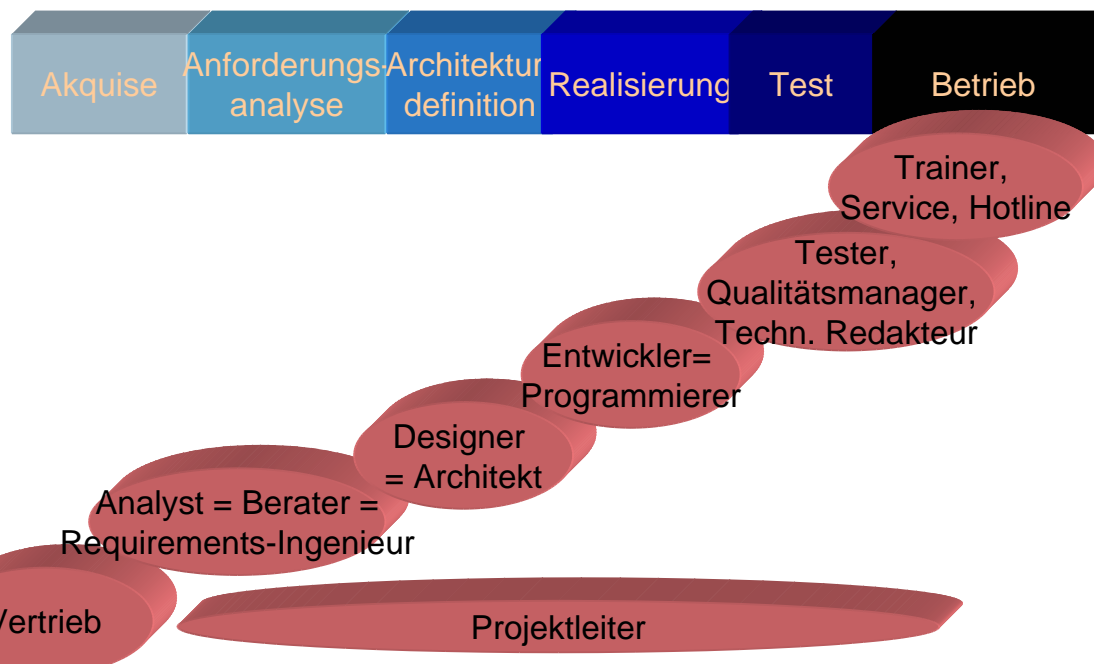 Akquise
Anforderungs-
analyse
Architektur
definition
Realisierung
Test
Betrieb
Trainer,
Service, Hotline
Tester,
Qualitätsmanager,
Techn. Redakteur
Entwickler=
Programmierer
Designer
= Architekt
Analyst = Berater =
Requirements-Ingenieur
Vertrieb
Projektleiter